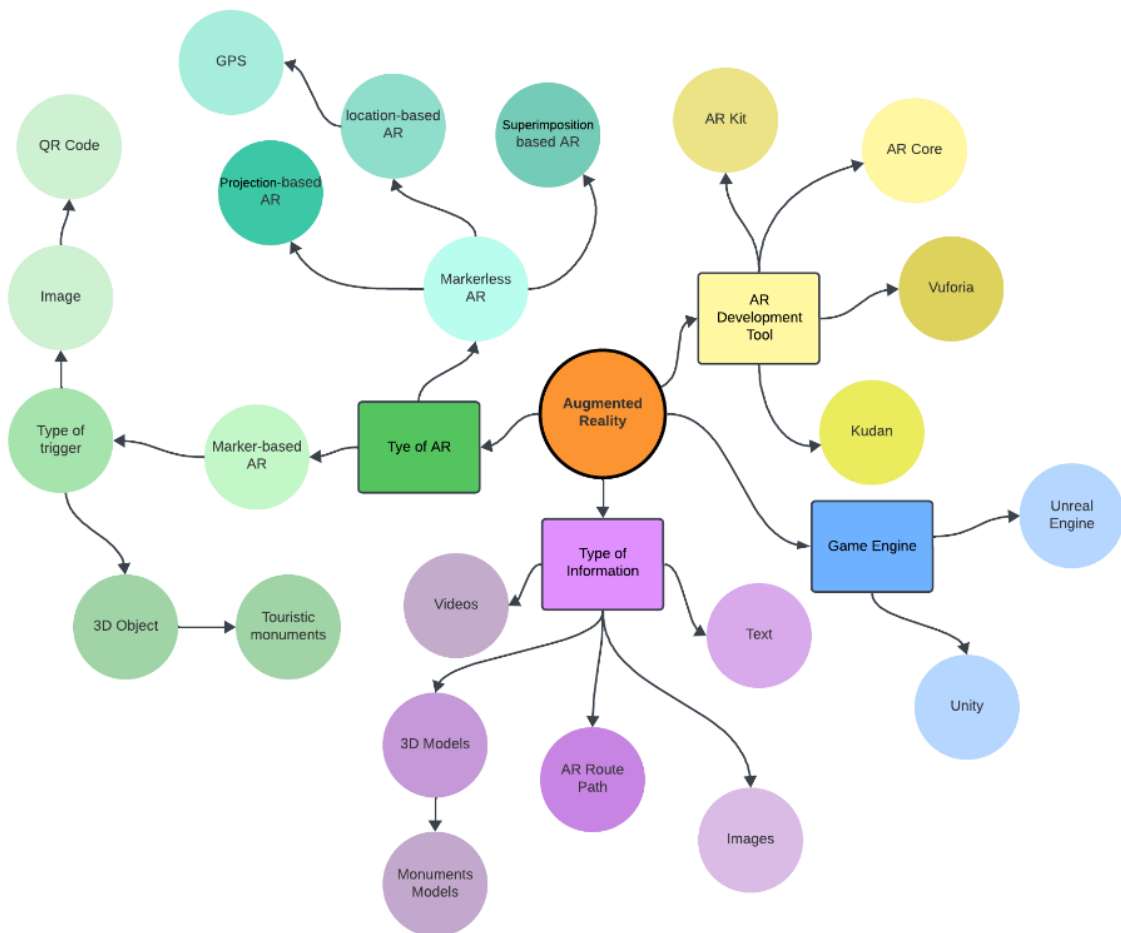 GPS
location-based
AR
Superimposition
based AR
AR Kit
AR Core
QR Code
Projection-based
AR
Markerless
AR
Image
AR
Development
Tool
Vuforia
Augmented
Reality
Type of
trigger
Marker-based
AR
Tye of AR
Kudan
Unreal
Engine
Game Engine
Type of
Information
Videos
Text
3D Object
Touristic
monuments
Unity
3D Models
AR Route
Path
Images
Monuments
Models